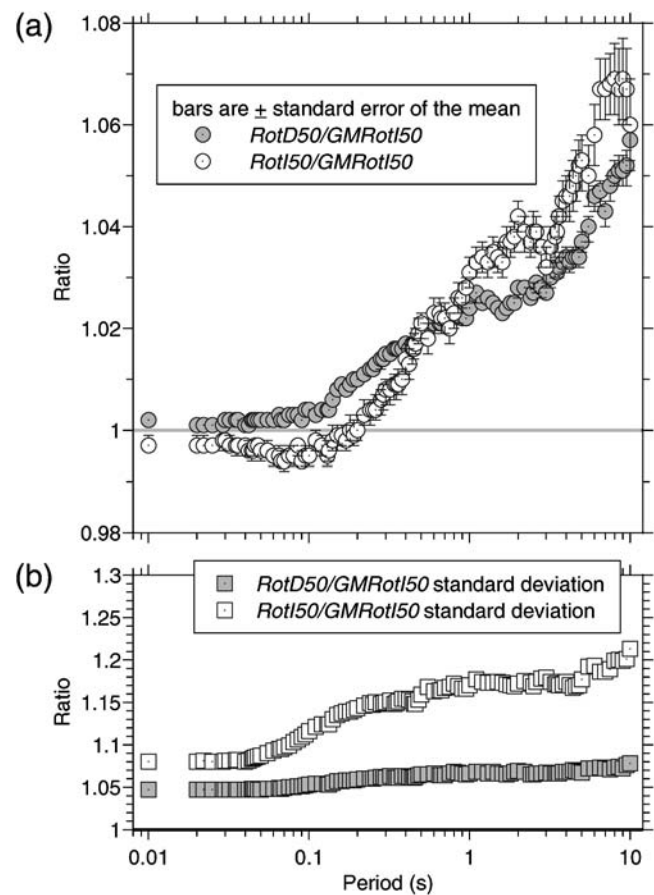 (a)
1.08
1.06
1.04
1.02
1
0.98
Ratio
bars are ± standard error of the mean
RotD50/GMRotI50
RotI50/GMRotI50
(b)
1.3
1.25
1.2
1.15
1.1
1.05
1
Ratio
RotD50/GMRotI50 standard deviation
RotI50/GMRotI50 standard deviation
0.01 0.1 1 10
Period (s)